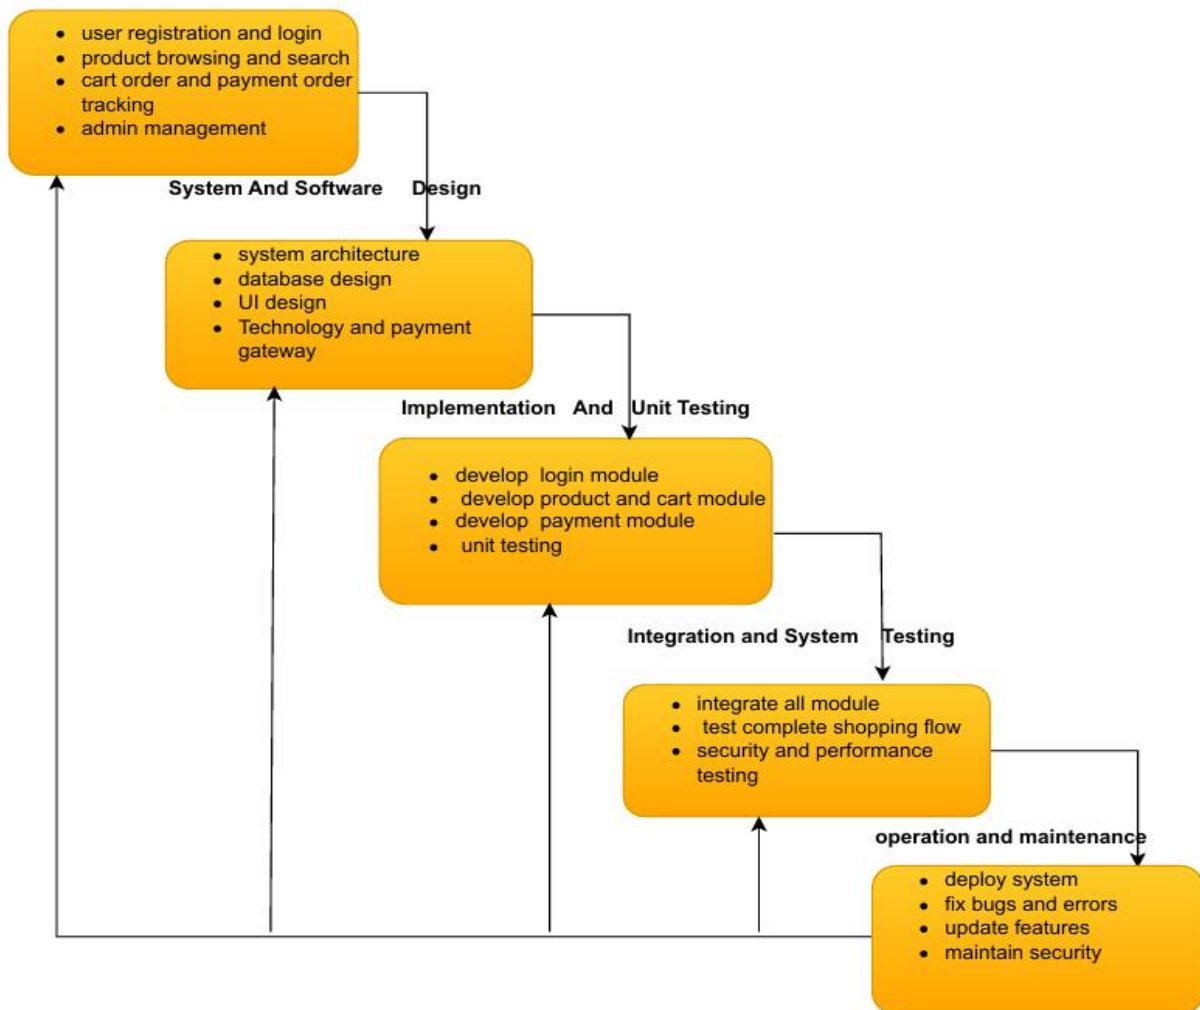 • user registration and login
• product browsing and search
• cart order and payment order
tracking
• admin management
System And Software Design
• system architecture
• database design
• UI design
• Technology and payment
gateway
Implementation And Unit Testing
• develop login module
• develop product and cart module
• develop payment module
• unit testing
Integration and System Testing
• integrate all module
• test complete shopping flow
• security and performance
testing
operation and maintenance
• deploy system
• fix bugs and errors
• update features
• maintain security